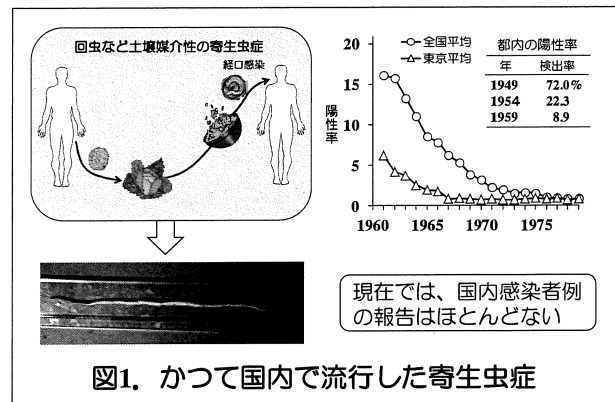 回虫など土壌媒介性の寄生虫症
経口感染
陽性率
20
15
10
5
0
1960
1965
1970
1975
全国平均
東京平均
都内の陽性率
年 検出率
1949 72.0%
1954 22.3
1959 8.9
現在では、国内感染者例
の報告はほとんどない
図1. かつて国内で流行した寄生虫症